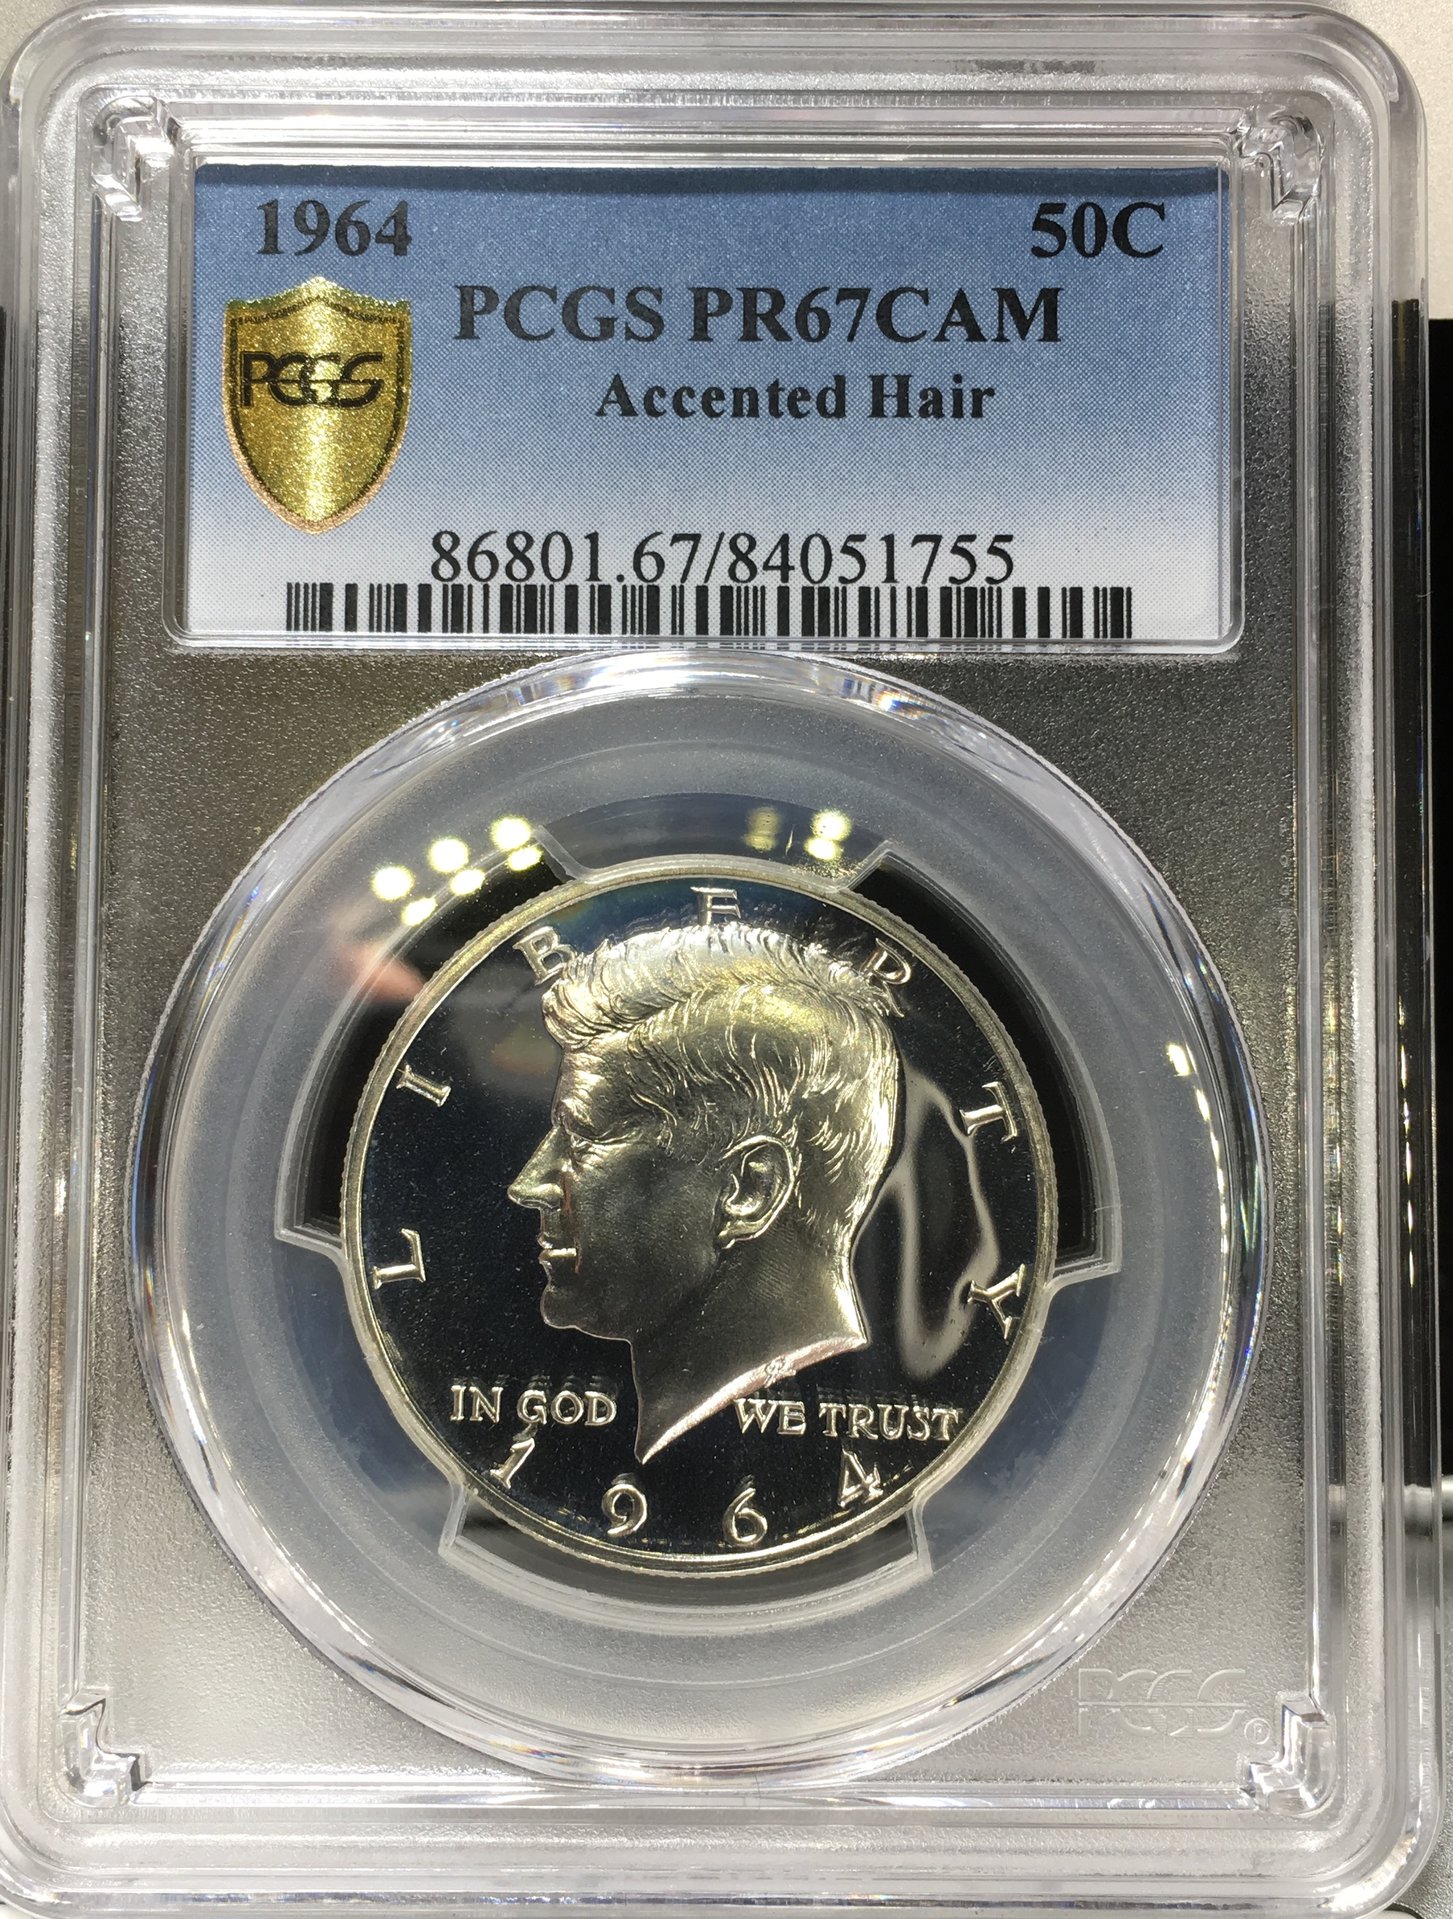 1964 50C
PCGS PR67CAM
Accented Hair
PCGS
86801.67/84051755
LIBERTY
IN GOD WE TRUST
1964
PCGS®